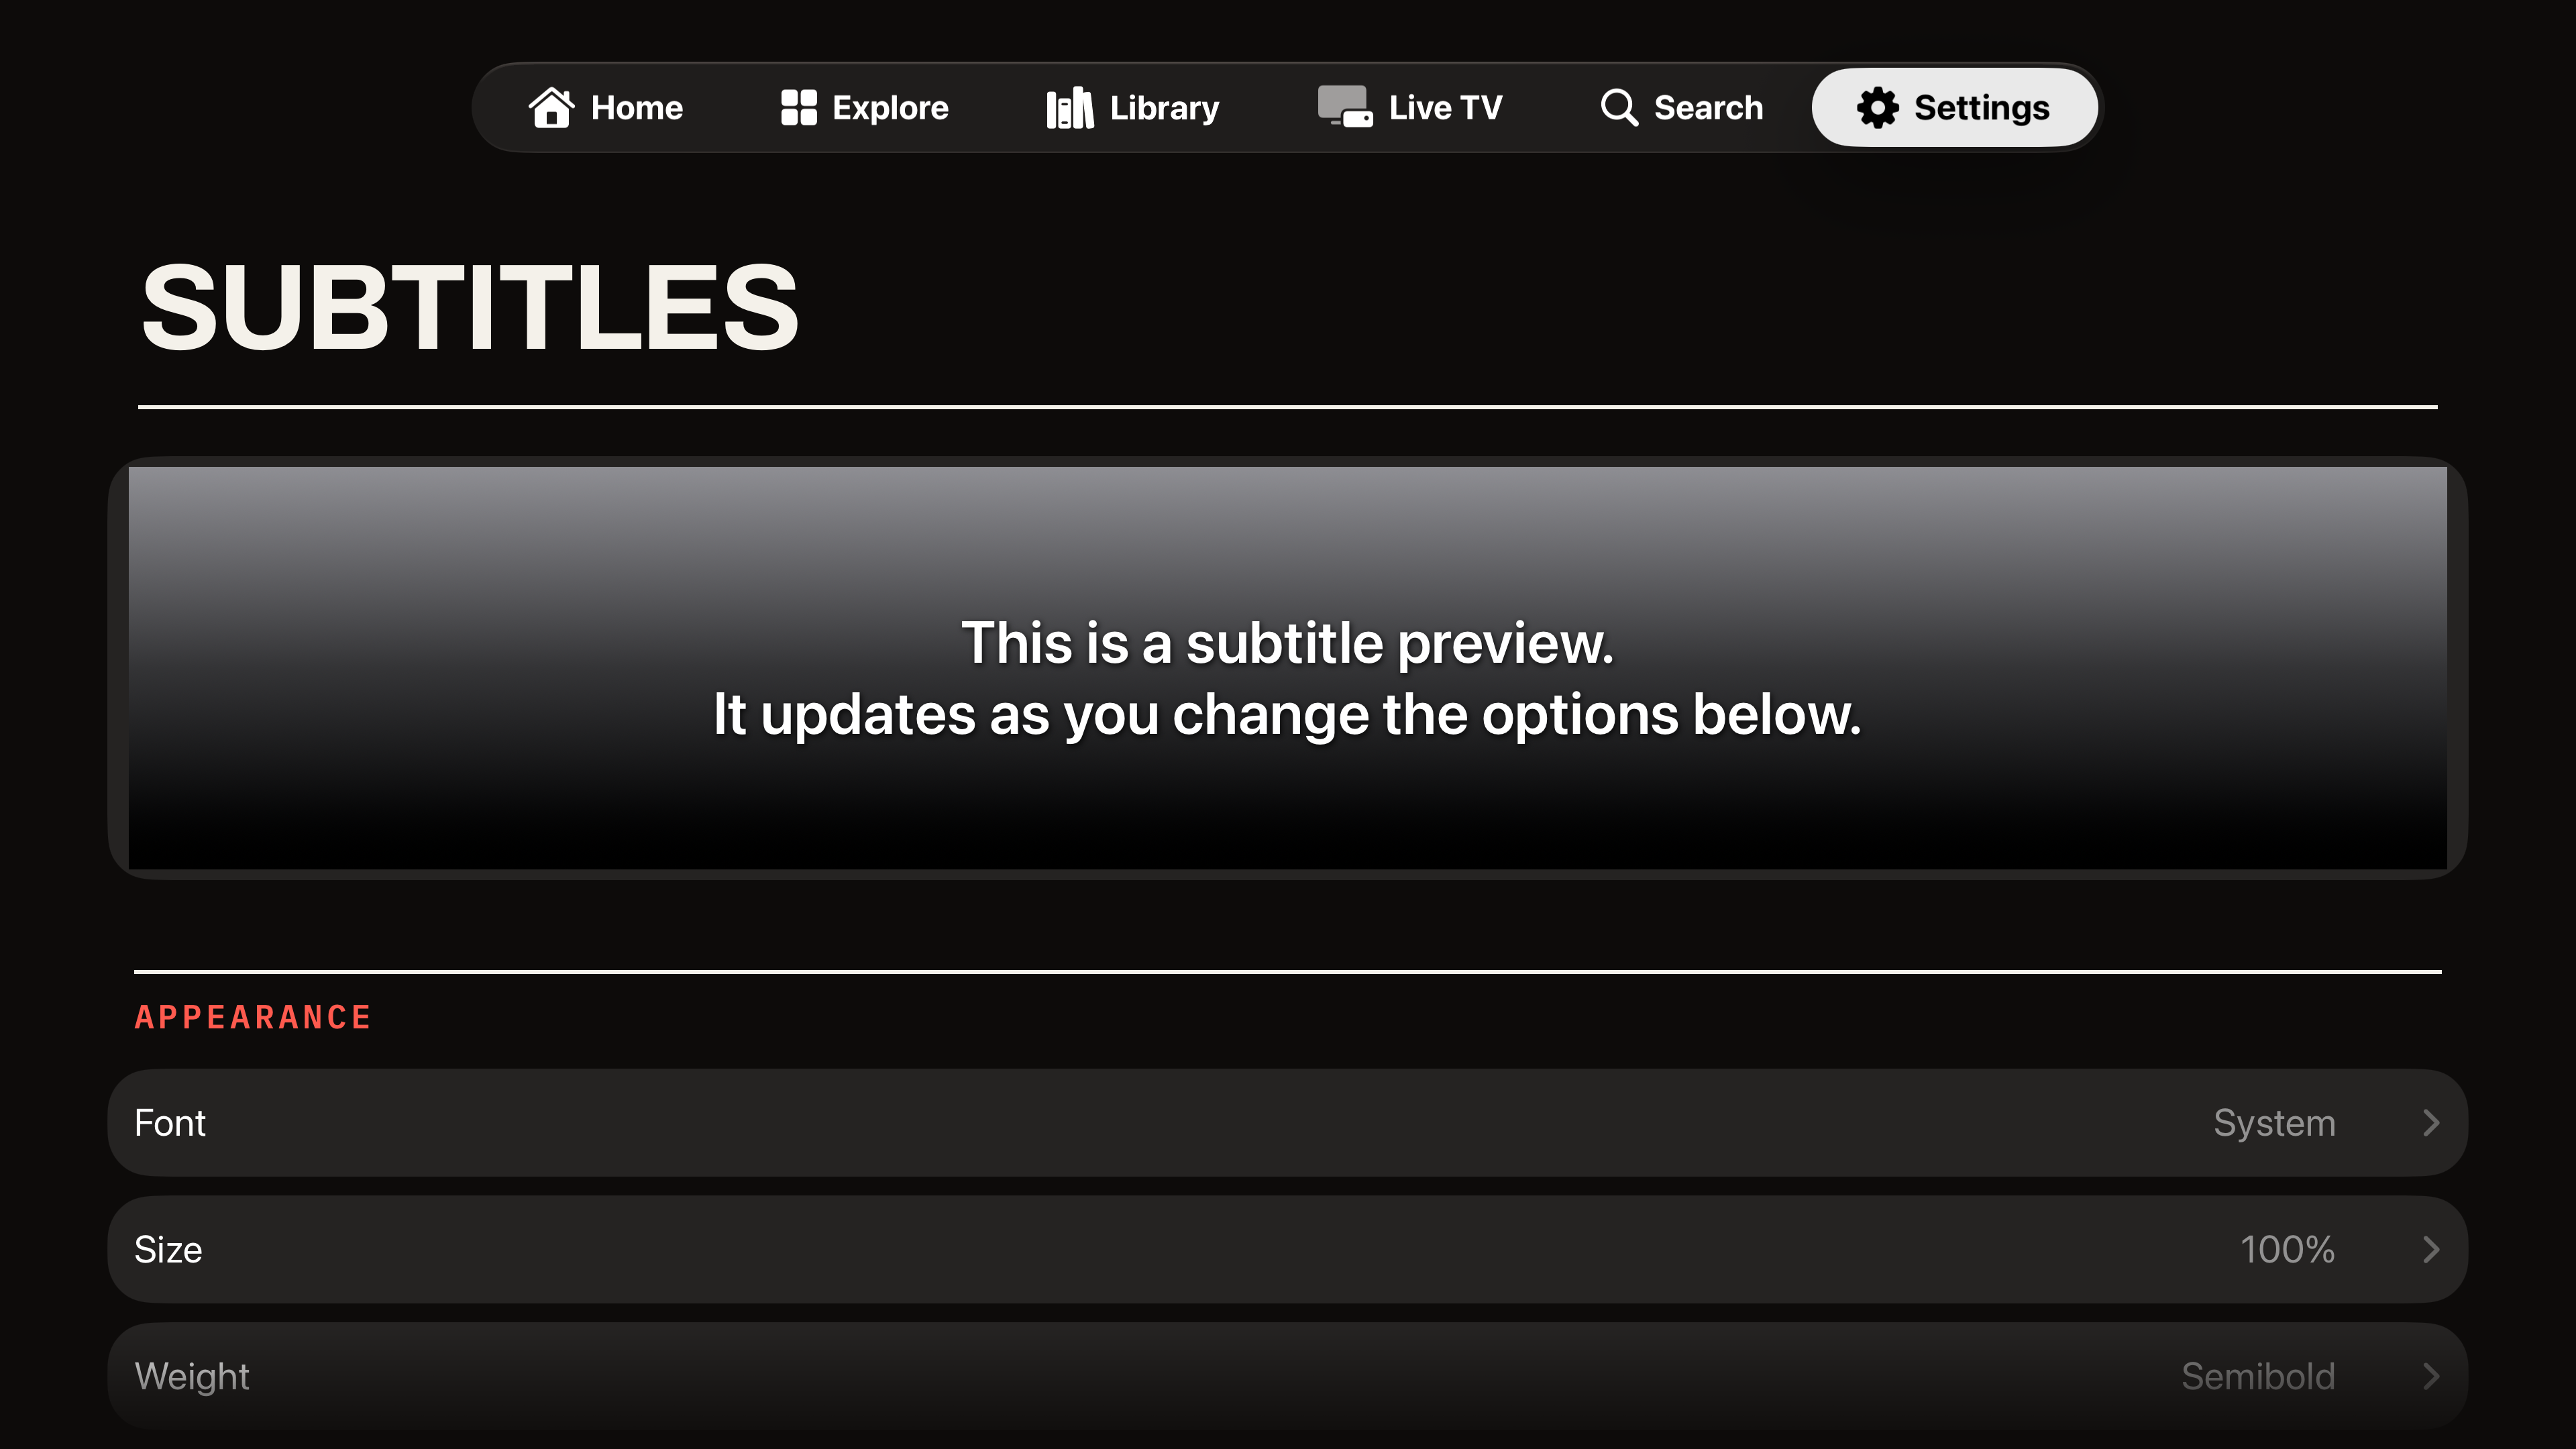 Home Explore Library Live TV Search Settings
SUBTITLES
This is a subtitle preview.
It updates as you change the options below.
APPEARANCE
Font System
Size 100%
Weight Semibold